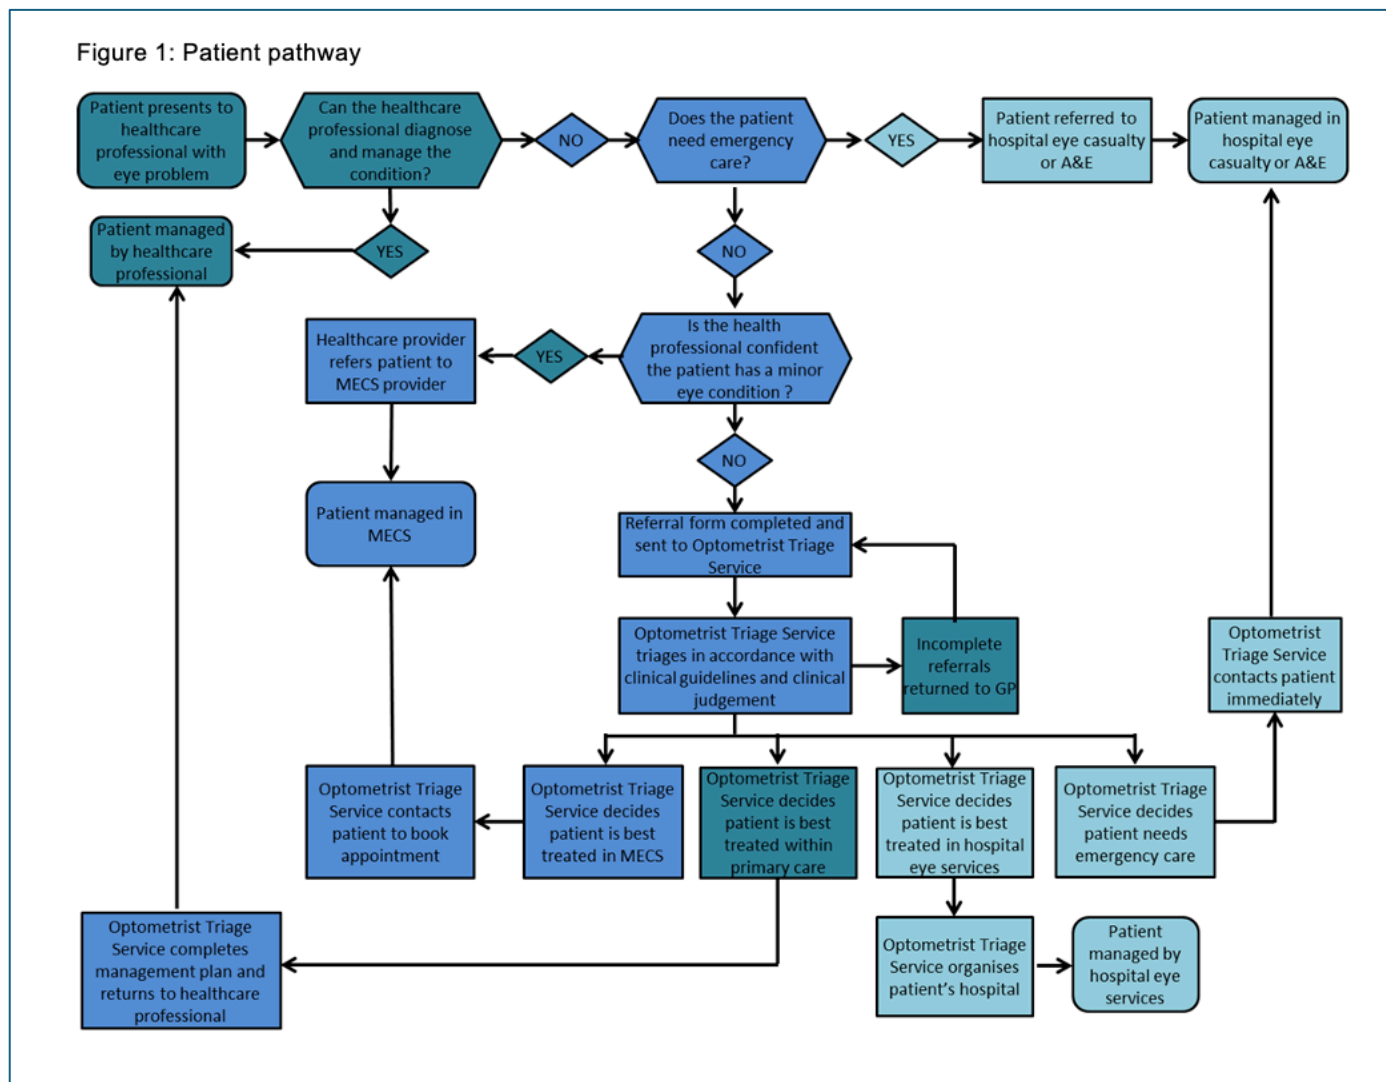 Figure 1: Patient pathway
Patient presents to
healthcare
professional with
eye problem
Can the healthcare
professional diagnose
and manage the
condition?
NO
Does the patient
need emergency
care?
YES
Patient referred to
hospital eye casualty
or A&E
Patient managed in
hospital eye
casualty or A&E
Patient managed
by healthcare
professional
YES
NO
Healthcare provider
refers patient to
MECS provider
YES
Is the health
professional confident
the patient has a minor
eye condition ?
NO
Patient managed in
MECS
Referral form completed and
sent to Optometrist Triage
Service
Optometrist Triage Service
triages in accordance with
clinical guidelines and clinical
judgement
Incomplete
referrals
returned to GP
Optometrist
Triage Service
contacts patient
immediately
Optometrist Triage
Service contacts
patient to book
appointment
Optometrist Triage
Service decides
patient is best
treated in MECS
Optometrist Triage
Service decides
patient is best
treated within
primary care
Optometrist Triage
Service decides
patient is best
treated in hospital
eye services
Optometrist Triage
Service decides
patient needs
emergency care
Optometrist Triage
Service completes
management plan and
returns to healthcare
professional
Optometrist Triage
Service organises
patient's hospital
Patient
managed by
hospital eye
services